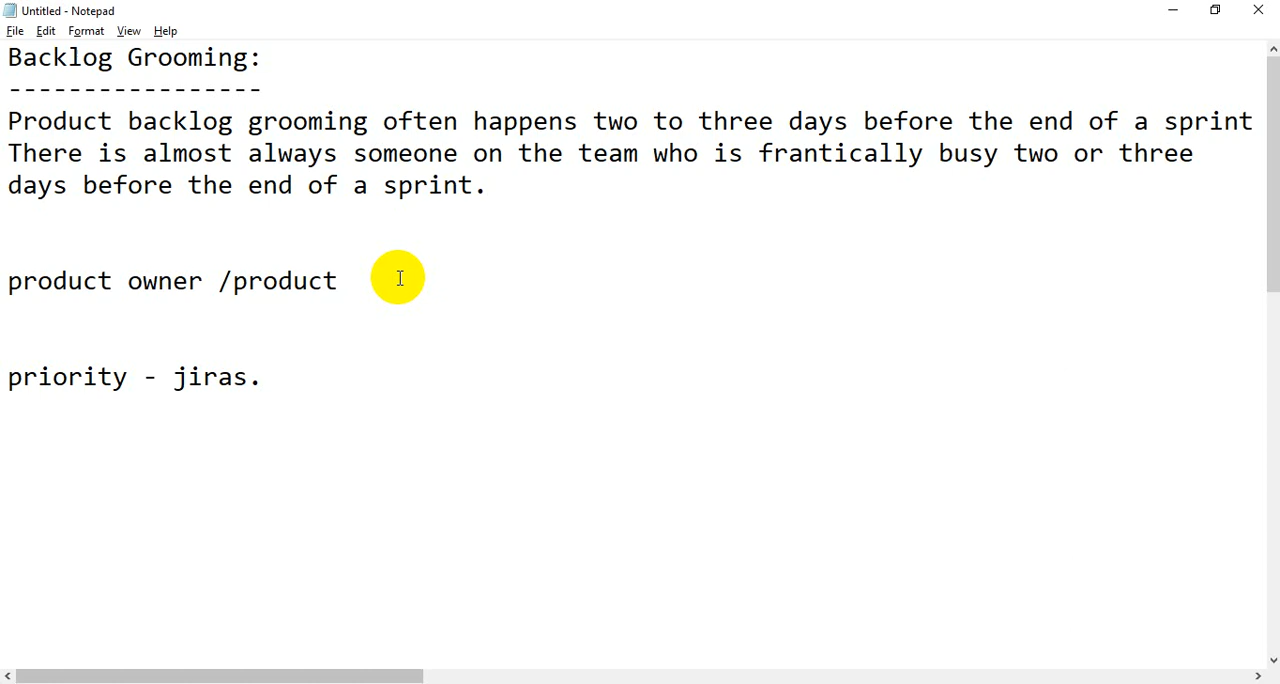 Untitled - Notepad
File Edit Format View Help
Backlog Grooming:
-----------------
Product backlog grooming often happens two to three days before the end of a sprint
There is almost always someone on the team who is frantically busy two or three
days before the end of a sprint.
product owner /product
priority - jiras.